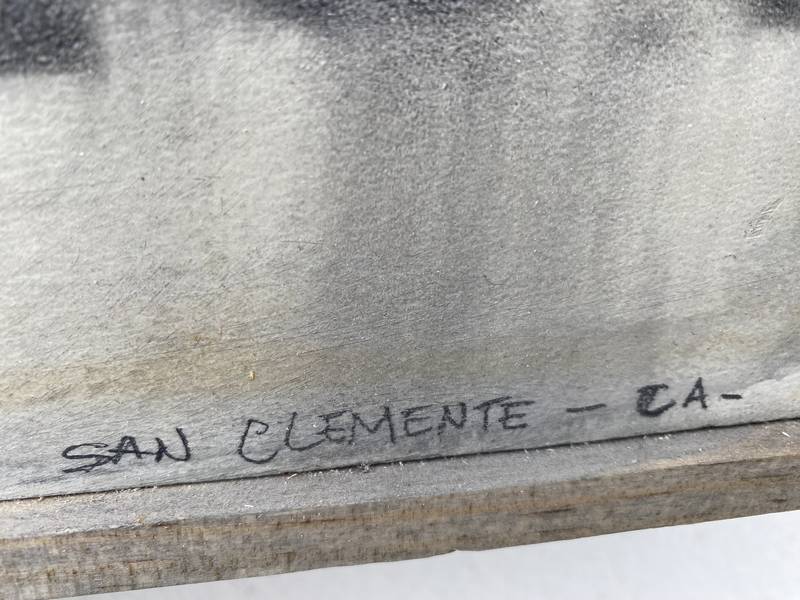 SAN CLEMENTE - CA-